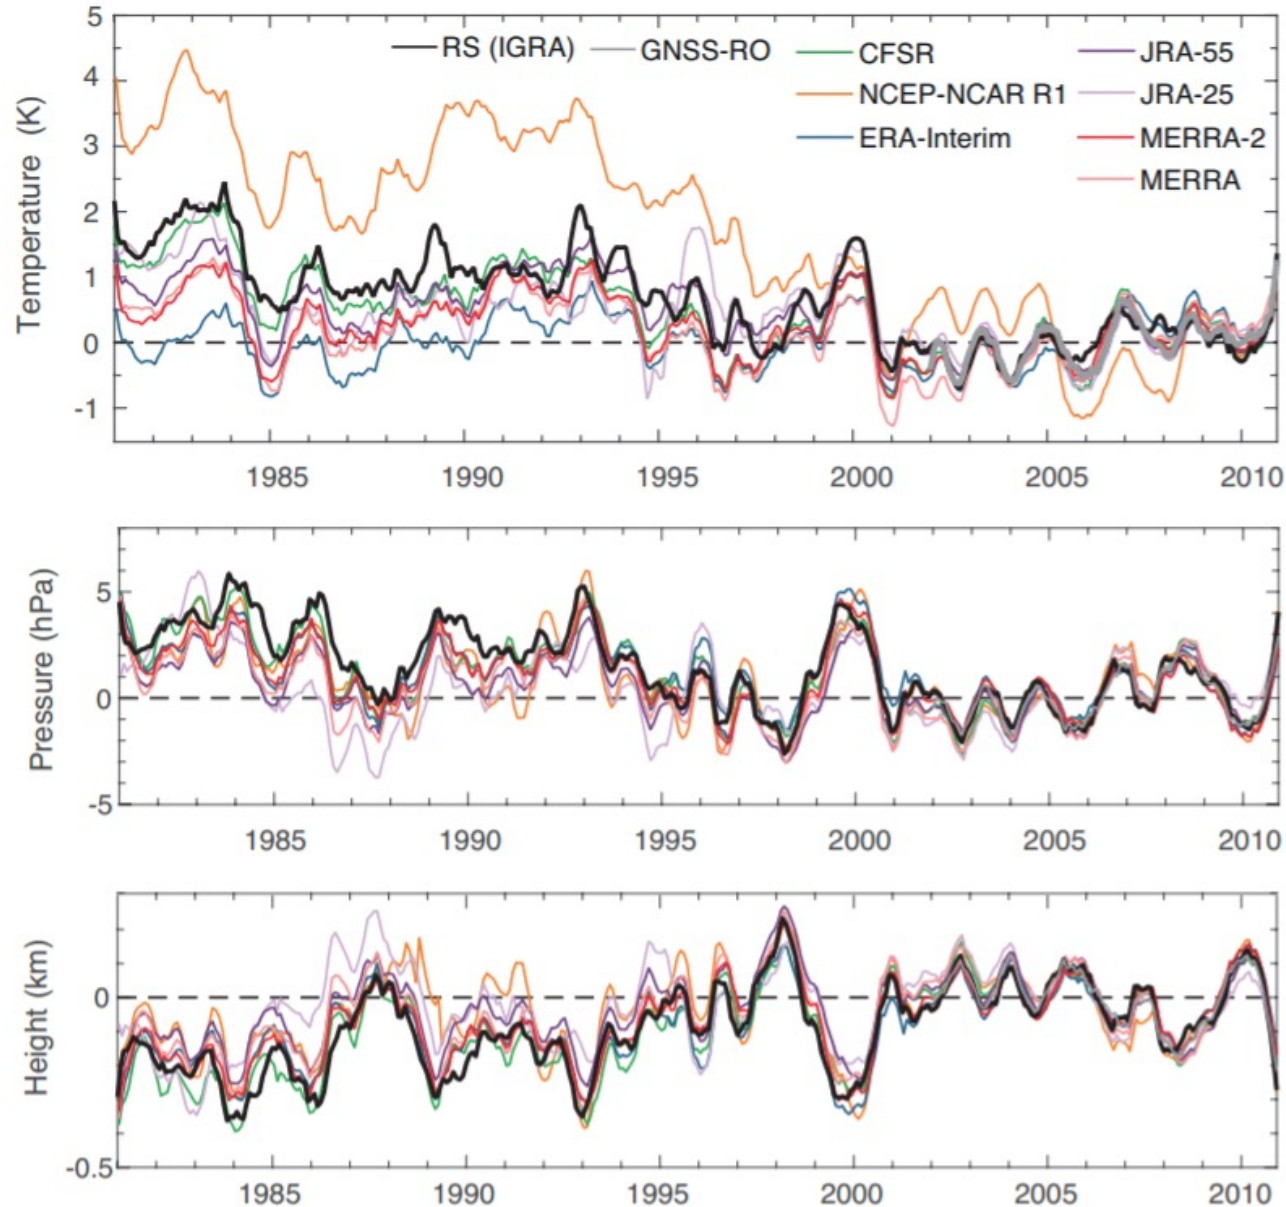 5
4
3
2
1
0
-1
Temperature (K)
RS (IGRA)
GNSS-RO
CFSR
NCEP-NCAR R1
ERA-Interim
JRA-55
JRA-25
MERRA-2
MERRA
1985 1990 1995 2000 2005 2010
5
0
-5
Pressure (hPa)
1985 1990 1995 2000 2005 2010
0
-0.5
Height (km)
1985 1990 1995 2000 2005 2010